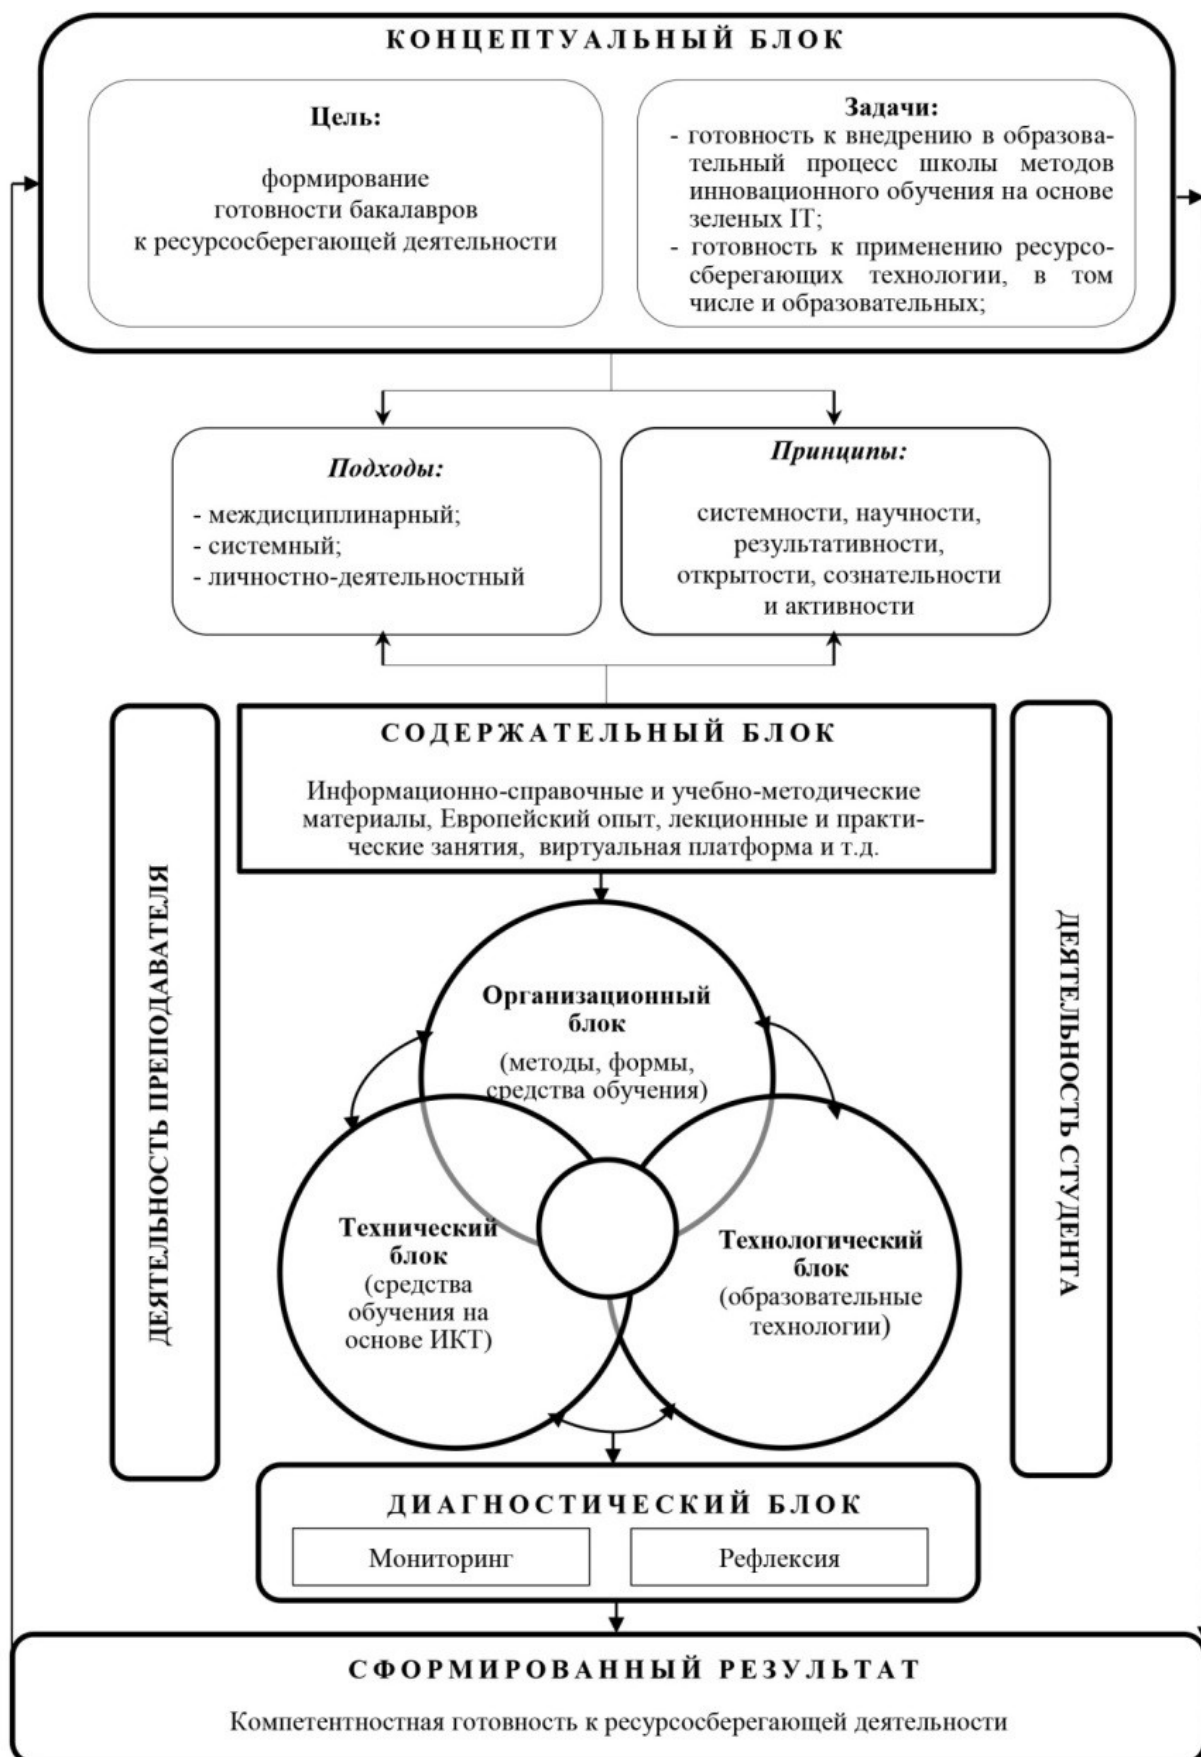 КОНЦЕПТУАЛЬНЫЙ БЛОК
Цель:
формирование
готовности бакалавров
к ресурсосберегающей деятельности
Задачи:
- готовность к внедрению в образова-
тельный процесс школы методов
инновационного обучения на основе
зеленых IT;
- готовность к применению ресурсо-
сберегающих технологии, в том
числе и образовательных;
Подходы:
- междисциплинарный;
- системный;
- личностно-деятельностный
Принципы:
системности, научности,
результативности,
открытости, сознательности
и активности
ДЕЯТЕЛЬНОСТЬ ПРЕПОДАВАТЕЛЯ
СОДЕРЖАТЕЛЬНЫЙ БЛОК
Информационно-справочные и учебно-методические
материалы, Европейский опыт, лекционные и практи-
ческие занятия, виртуальная платформа и т.д.
ДЕЯТЕЛЬНОСТЬ СТУДЕНТА
Организационный
блок
(методы, формы,
средства обучения)
Технический
блок
(средства
обучения на
основе ИКТ)
Технологический
блок
(образовательные
технологии)
ДИАГНОСТИЧЕСКИЙ БЛОК
Мониторинг
Рефлексия
СФОРМИРОВАННЫЙ РЕЗУЛЬТАТ
Компетентностная готовность к ресурсосберегающей деятельности